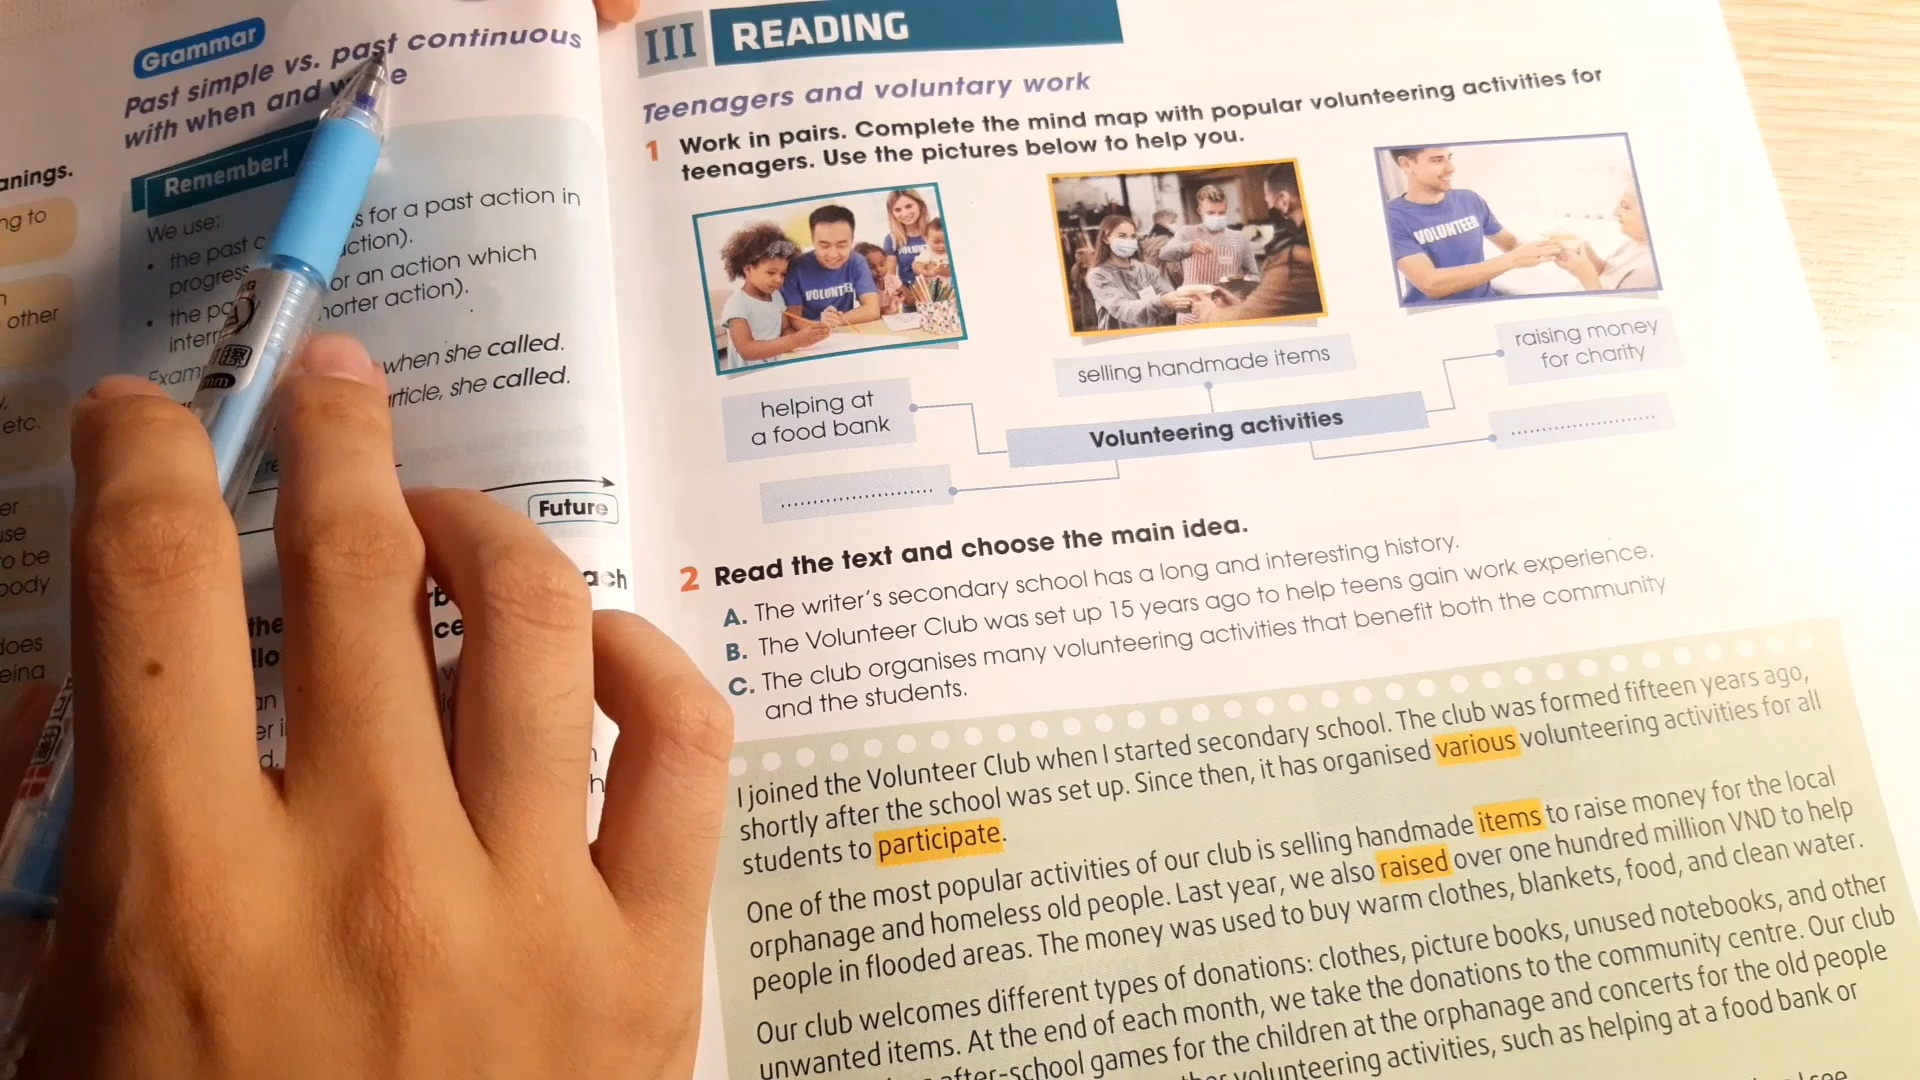 Grammar
Past simple vs. past continuous
with when and
Remember!
We use:
the past
s for a past action in
progress
ction).
the
or an action which
horter action).
when she called.
rticle, she called.
Future
anings.
ng to
other
etc.
er
use
o be
body
does
eing
the
III READING
Teenagers and voluntary work
1 Work in pairs. Complete the mind map with popular volunteering activities for
teenagers. Use the pictures below to help you.
VOLUNTE
VOLUNTEER
helping at
a food bank
selling handmade items
raising money
for charity
Volunteering activities
........................
........................
2 Read the text and choose the main idea.
A. The writer's secondary school has a long and interesting history.
B. The Volunteer Club was set up 15 years ago to help teens gain work experience.
C. The club organises many volunteering activities that benefit both the community
and the students.
I joined the Volunteer Club when I started secondary school. The club was formed fifteen years ago,
shortly after the school was set up. Since then, it has organised various volunteering activities for all
students to participate.
One of the most popular activities of our club is selling handmade items to raise money for the local
orphanage and homeless old people. Last year, we also raised over one hundred million VND to help
people in flooded areas. The money was used to buy warm clothes, blankets, food, and clean water.
Our club welcomes different types of donations: clothes, picture books, unused notebooks, and other
unwanted items. At the end of each month, we take the donations to the community centre. Our club
after-school games for the children at the orphanage and concerts for the old people
volunteering activities, such as helping at a food bank or